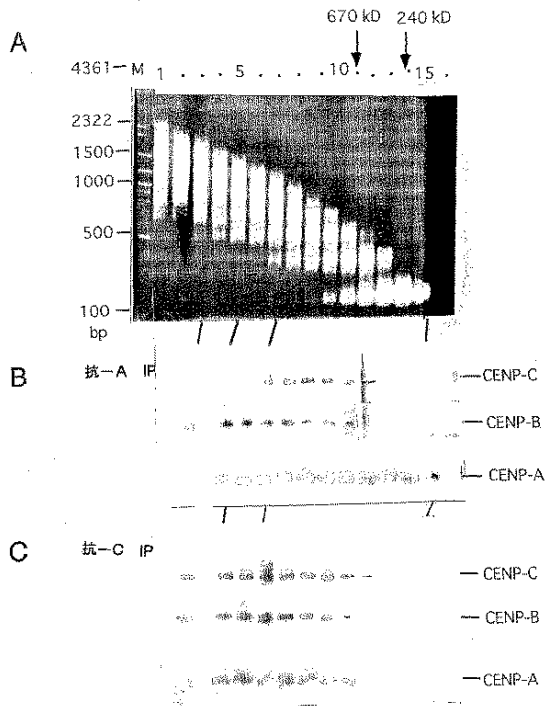 670 kD 240 kD
A
4361 M 1 . . . 5 . . . . 10 . . . . 15 .
2322
1500
1000
500
100
bp
B 抗-A IP
CENP-C
CENP-B
CENP-A
C 抗-C IP
CENP-C
CENP-B
CENP-A